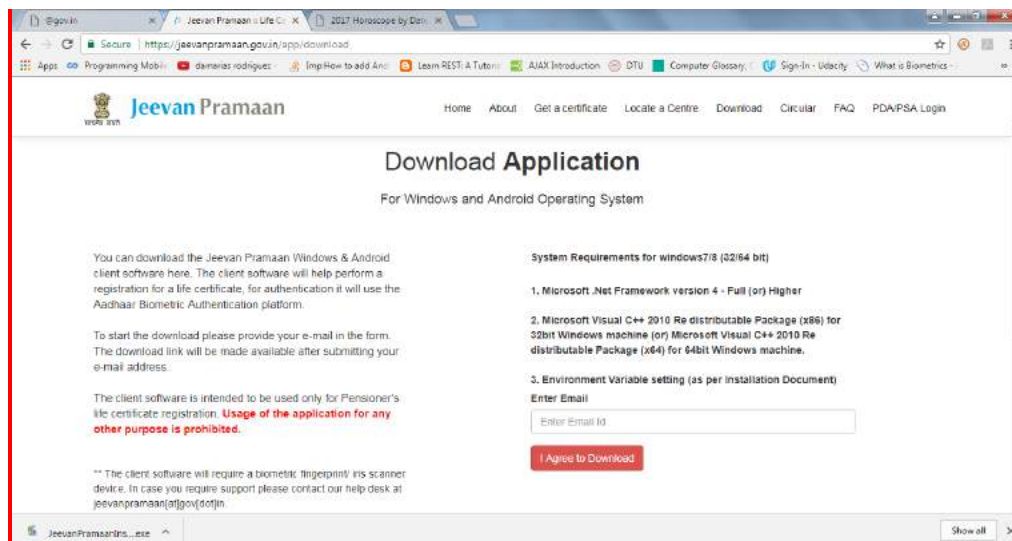 @gov.in
Jeevan Pramaan : Life Ce
2017 Horoscope by Date
Secure | https://jeevanpramaan.gov.in/app/download
Apps Programming Mobile damarias rodriguez - Imp:How to add And Learn REST: A Tutoria AJAX Introduction DTU Computer Glossary, C Sign-In - Udacity What is Biometrics -
Jeevan Pramaan
Home About Get a certificate Locate a Centre Download Circular FAQ PDA/PSA Login
Download Application
For Windows and Android Operating System
You can download the Jeevan Pramaan Windows & Android
client software here. The client software will help perform a
registration for a life certificate, for authentication it will use the
Aadhaar Biometric Authentication platform.
To start the download please provide your e-mail in the form.
The download link will be made available after submitting your
e-mail address.
The client software is intended to be used only for Pensioner's
life certificate registration. Usage of the application for any
other purpose is prohibited.
** The client software will require a biometric fingerprint/ iris scanner
device. In case you require support please contact our help desk at
jeevanpramaan[at]gov[dot]in
System Requirements for windows7/8 (32/64 bit)
1. Microsoft .Net Framework version 4 - Full (or) Higher
2. Microsoft Visual C++ 2010 Re distributable Package (x86) for
32bit Windows machine (or) Microsoft Visual C++ 2010 Re
distributable Package (x64) for 64bit Windows machine.
3. Environment Variable setting (as per Installation Document)
Enter Email
Enter Email Id
I Agree to Download
JeevanPramaanIns...exe
Show all